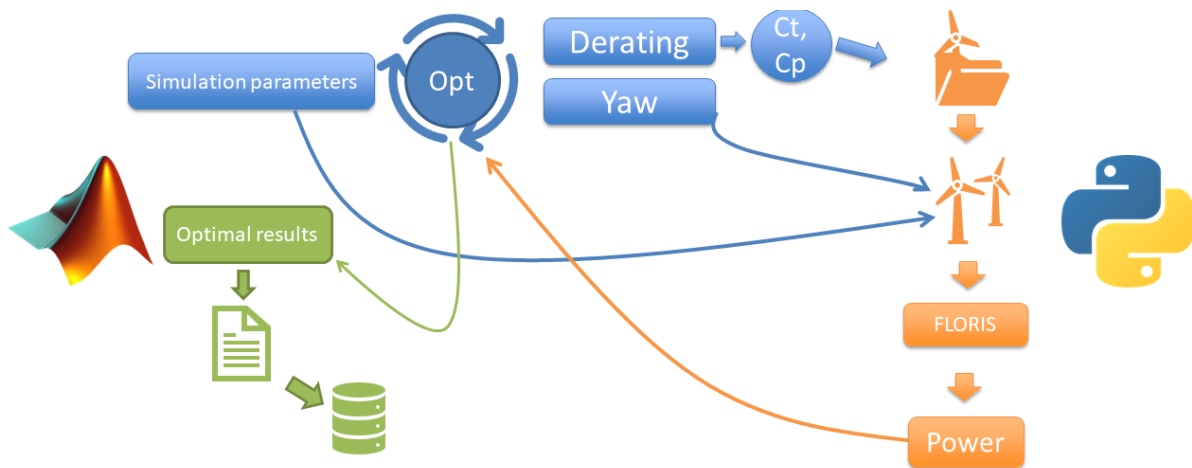 Simulation parameters
Opt
Derating
Ct,
Cp
Yaw
Optimal results
FLORIS
Power